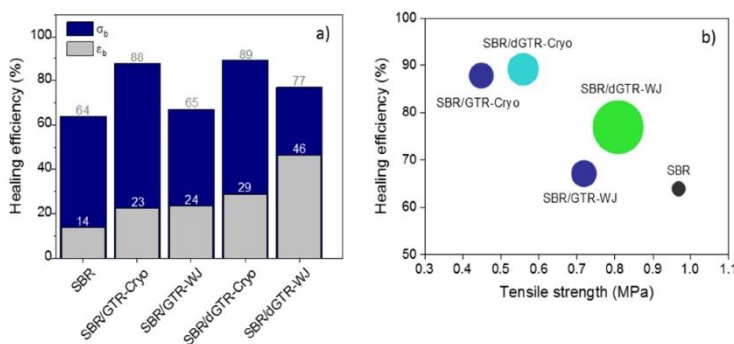 a)
σb
εb
Healing efficiency (%)
100
80
60
40
20
0
64
88
65
89
77
14
23
24
29
46
SBR
SBR/GTR-Cryo
SBR/GTR-WJ
SBR/dGTR-Cryo
SBR/dGTR-WJ
b)
Healing efficiency (%)
100
90
80
70
60
50
SBR/dGTR-Cryo
SBR/GTR-Cryo
SBR/dGTR-WJ
SBR/GTR-WJ
SBR
0.3 0.4 0.5 0.6 0.7 0.8 0.9 1.0 1.1
Tensile strength (MPa)